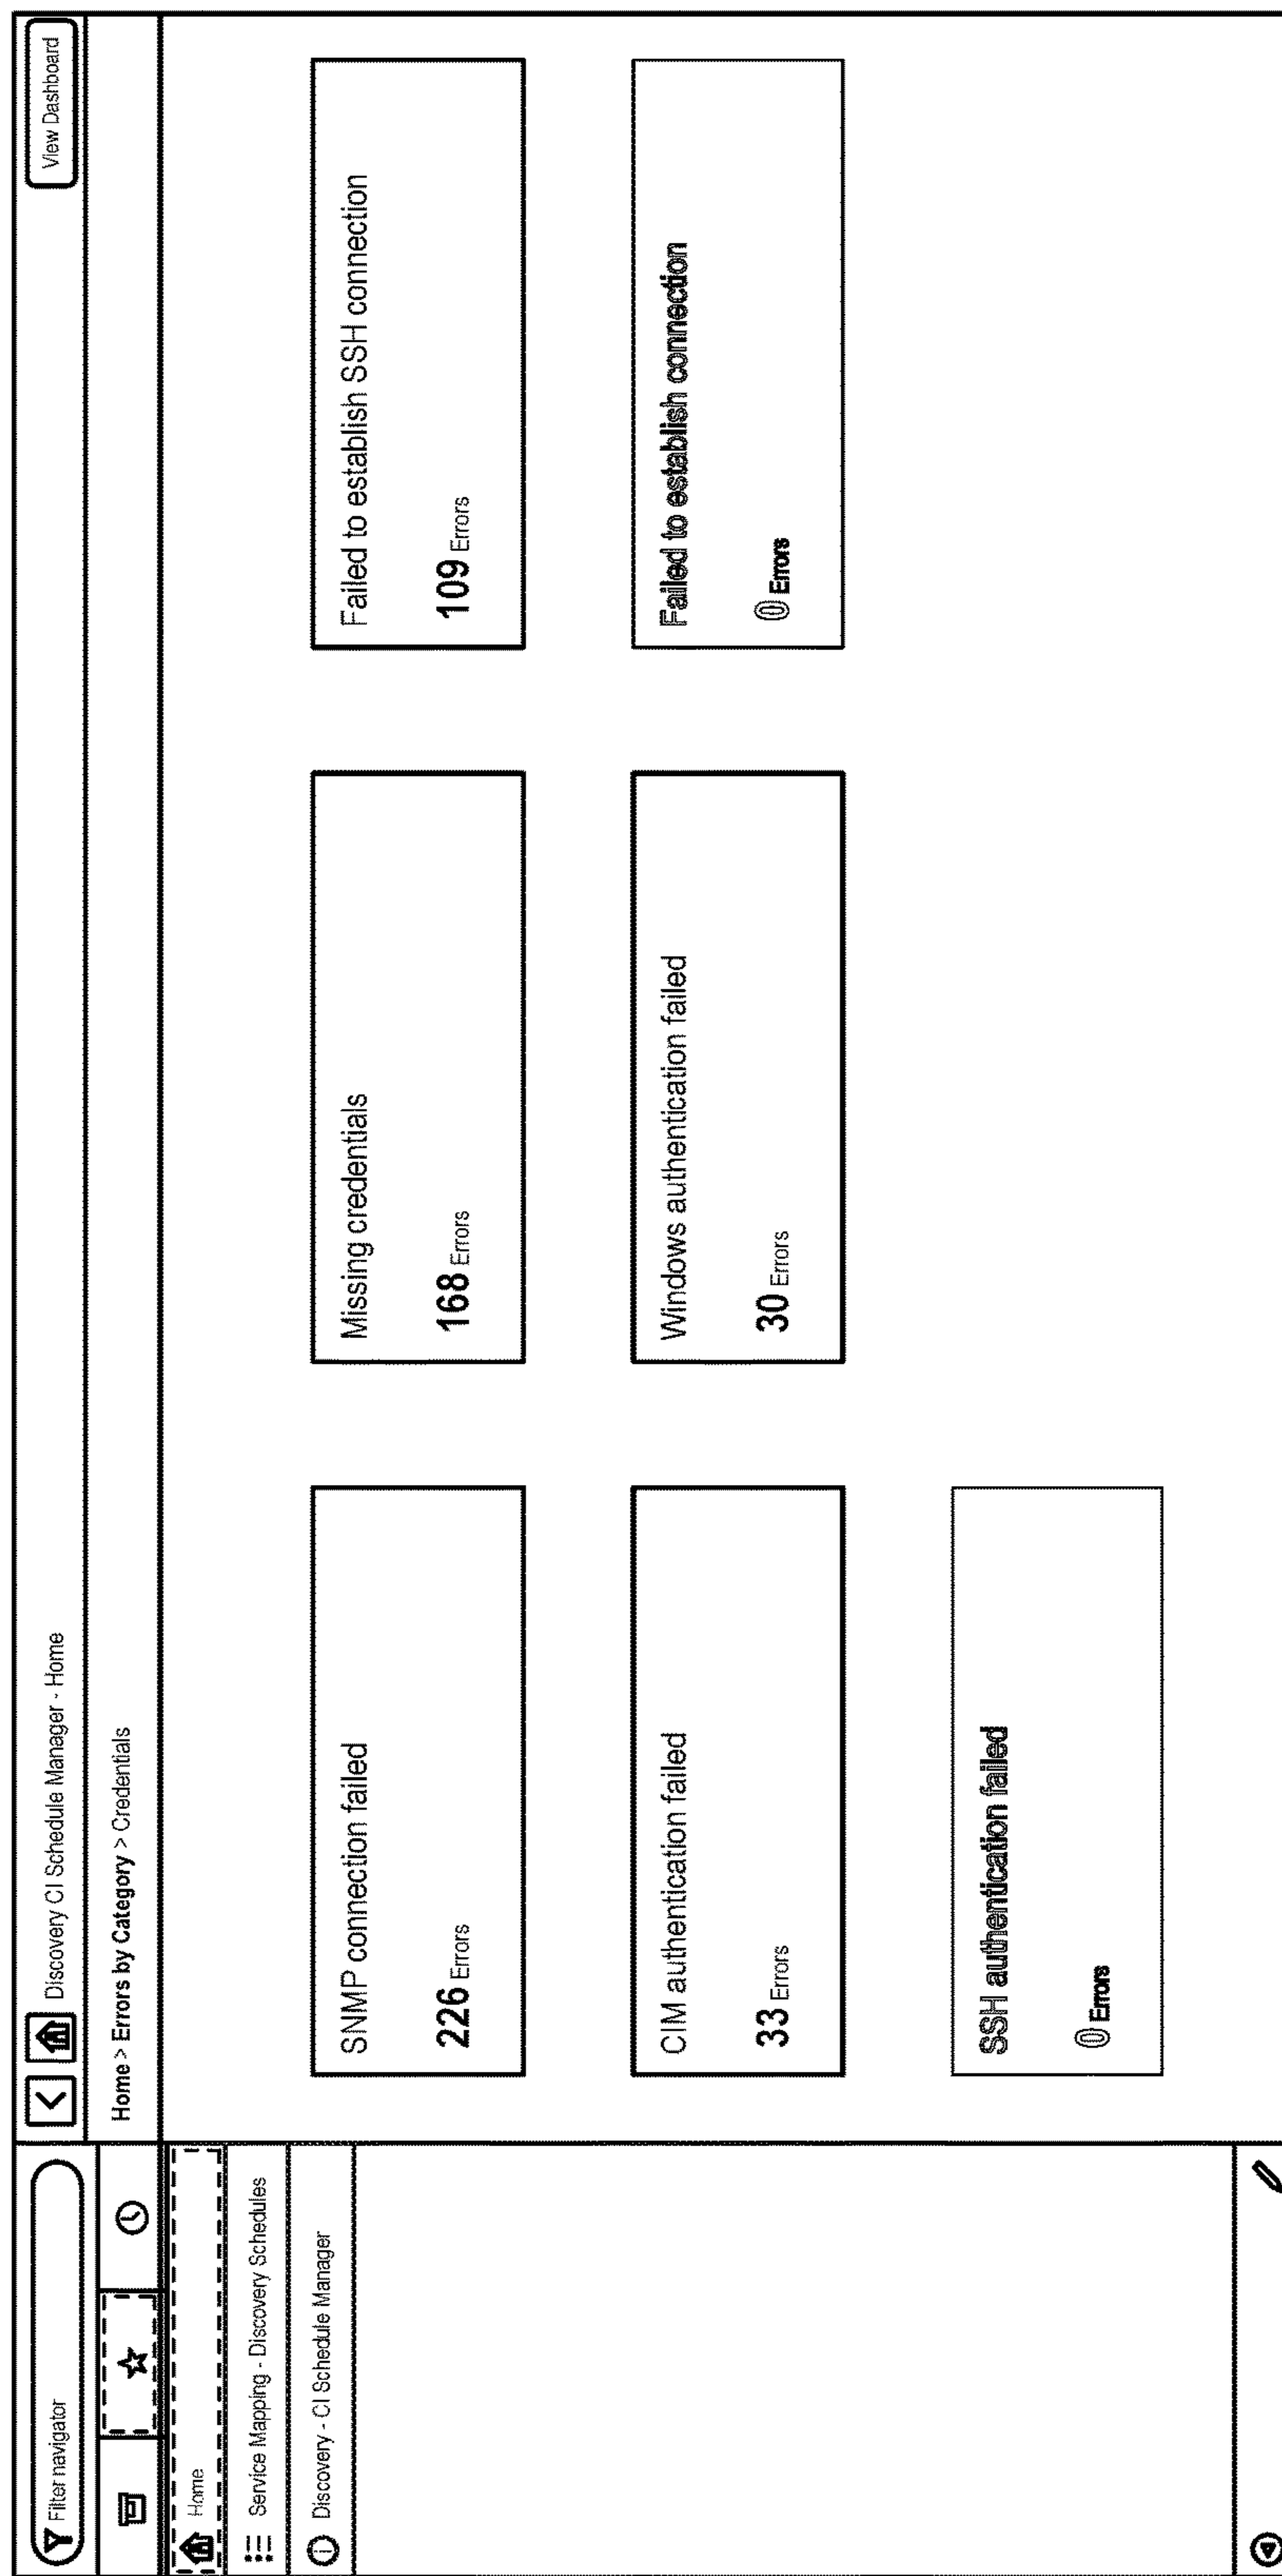 Filter navigator
Discovery CI Schedule Manager - Home
View Dashboard
Home > Errors by Category > Credentials
Home
Service Mapping - Discovery Schedules
Discovery - CI Schedule Manager
SNMP connection failed
226 Errors
Missing credentials
168 Errors
Failed to establish SSH connection
109 Errors
CIM authentication failed
33 Errors
Windows authentication failed
30 Errors
Failed to establish connection
0 Errors
SSH authentication failed
0 Errors